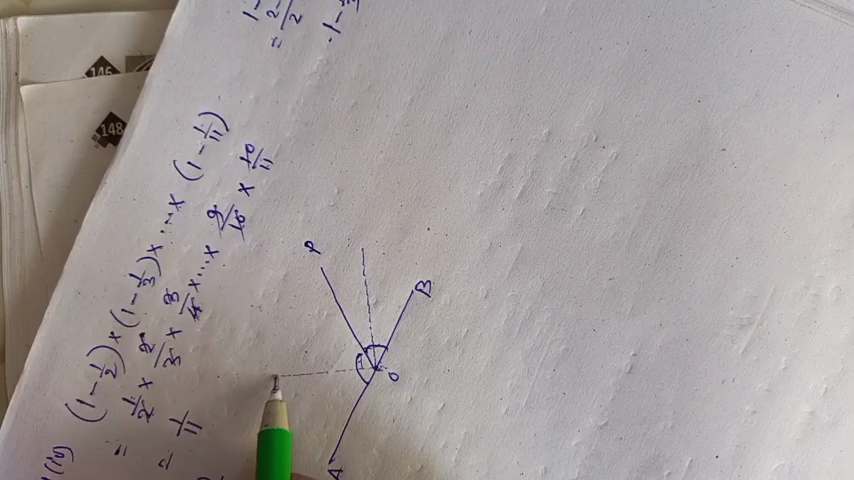 (1-1/2)×(1-1/3)×...×(1-1/11)
= 1/2 × 2/3 × 3/4 ×...× 9/10 × 10/11
= 1/11
P
B
O
A
146
148